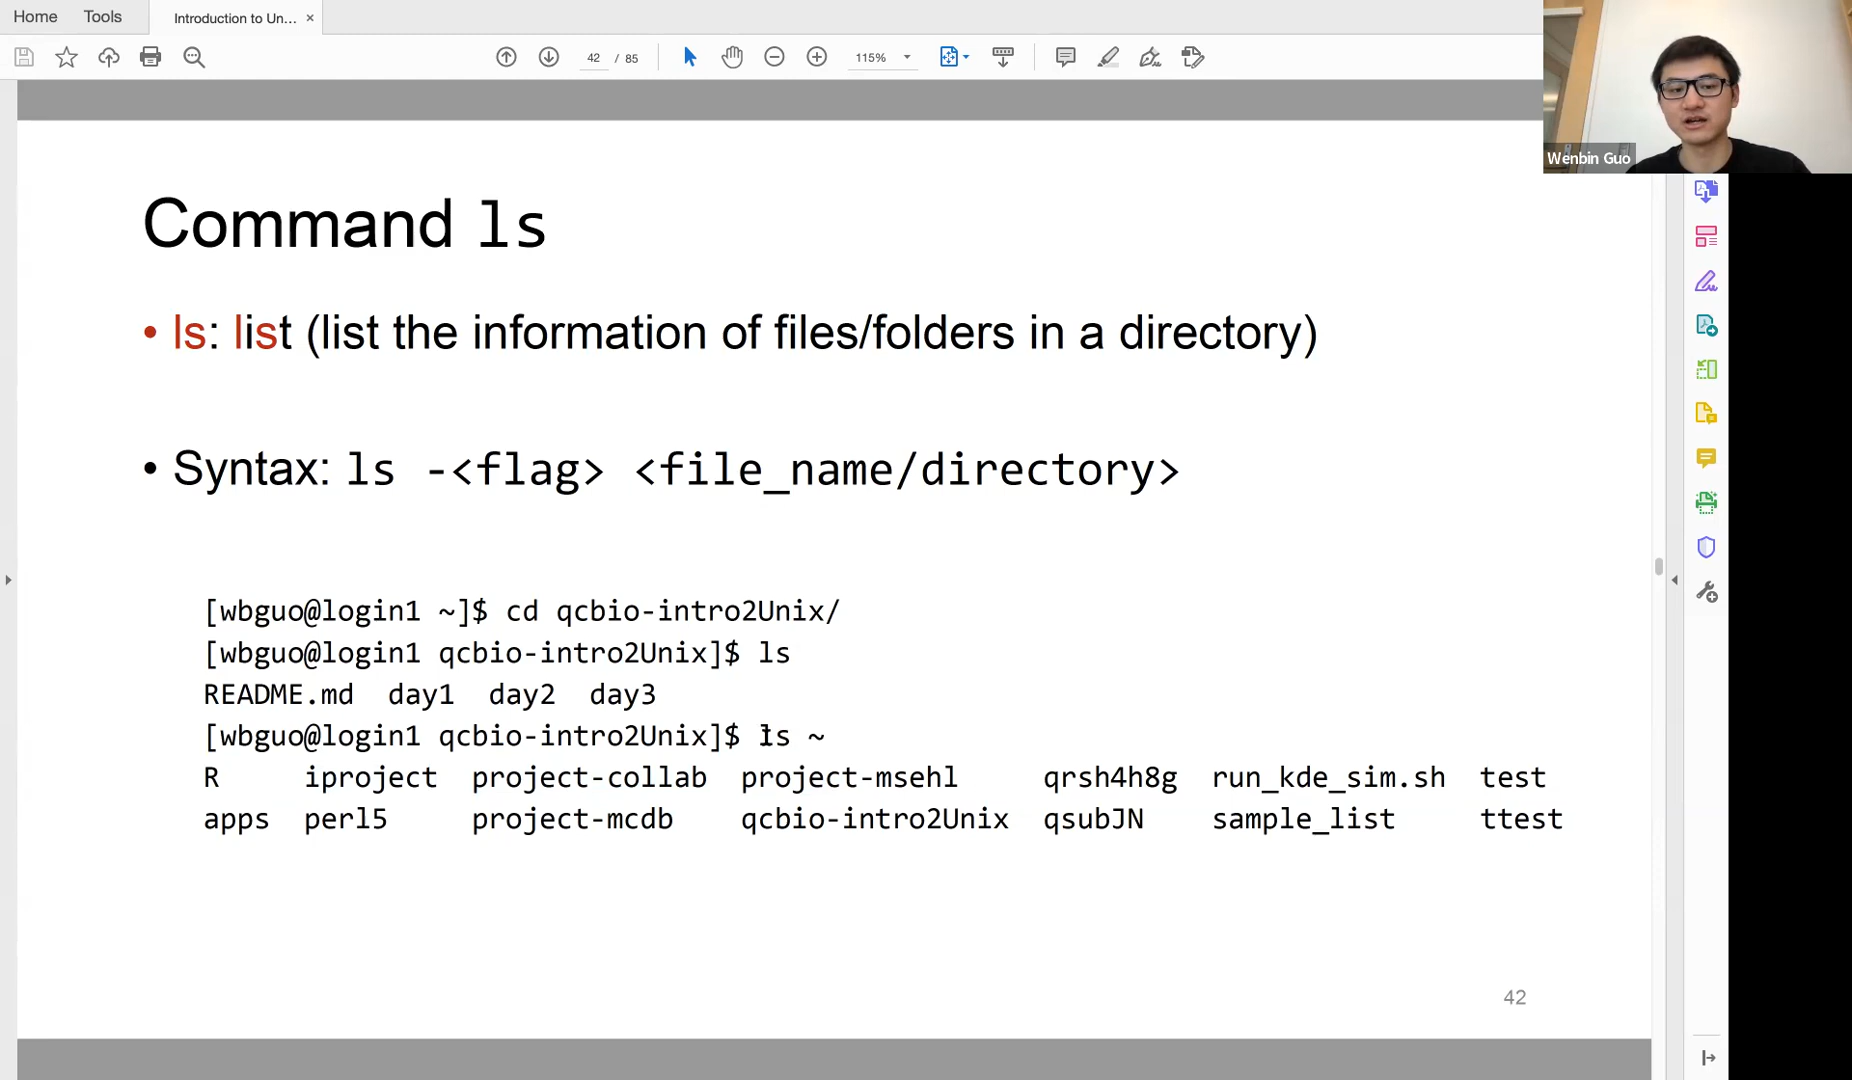 Home Tools Introduction to Un... ×
42 / 85 115%
Wenbin Guo
Command ls
• ls: list (list the information of files/folders in a directory)
• Syntax: ls -<flag> <file_name/directory>
[wbguo@login1 ~]$ cd qcbio-intro2Unix/
[wbguo@login1 qcbio-intro2Unix]$ ls
README.md day1 day2 day3
[wbguo@login1 qcbio-intro2Unix]$ ls ~
R iproject project-collab project-msehl qrsh4h8g run_kde_sim.sh test
apps perl5 project-mcdb qcbio-intro2Unix qsubJN sample_list ttest
42